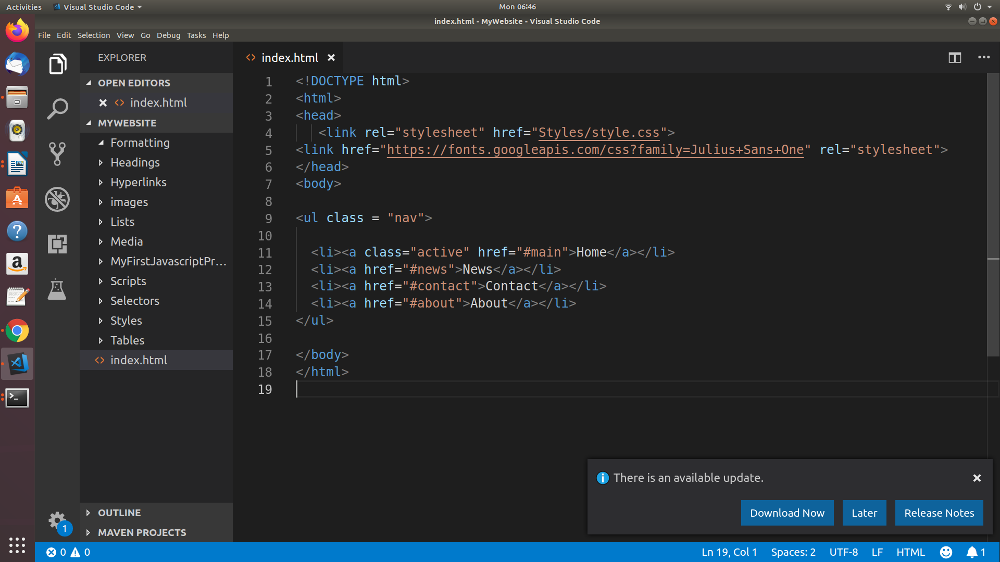 Activities
Visual Studio Code
Mon 06:46
index.html - MyWebsite - Visual Studio Code
File Edit Selection View Go Debug Tasks Help
EXPLORER
OPEN EDITORS
index.html
MYWEBSITE
Formatting
Headings
Hyperlinks
images
Lists
Media
MyFirstJavascriptPr...
Scripts
Selectors
Styles
Tables
index.html
OUTLINE
MAVEN PROJECTS
1
index.html
1 <!DOCTYPE html>
2 <html>
3 <head>
4 <link rel="stylesheet" href="Styles/style.css">
5 <link href="https://fonts.googleapis.com/css?family=Julius+Sans+One" rel="stylesheet">
6 </head>
7 <body>
8
9 <ul class = "nav">
10
11 <li><a class="active" href="#main">Home</a></li>
12 <li><a href="#news">News</a></li>
13 <li><a href="#contact">Contact</a></li>
14 <li><a href="#about">About</a></li>
15 </ul>
16
17 </body>
18 </html>
19
There is an available update.
Download Now Later Release Notes
0 0
Ln 19, Col 1 Spaces: 2 UTF-8 LF HTML 1